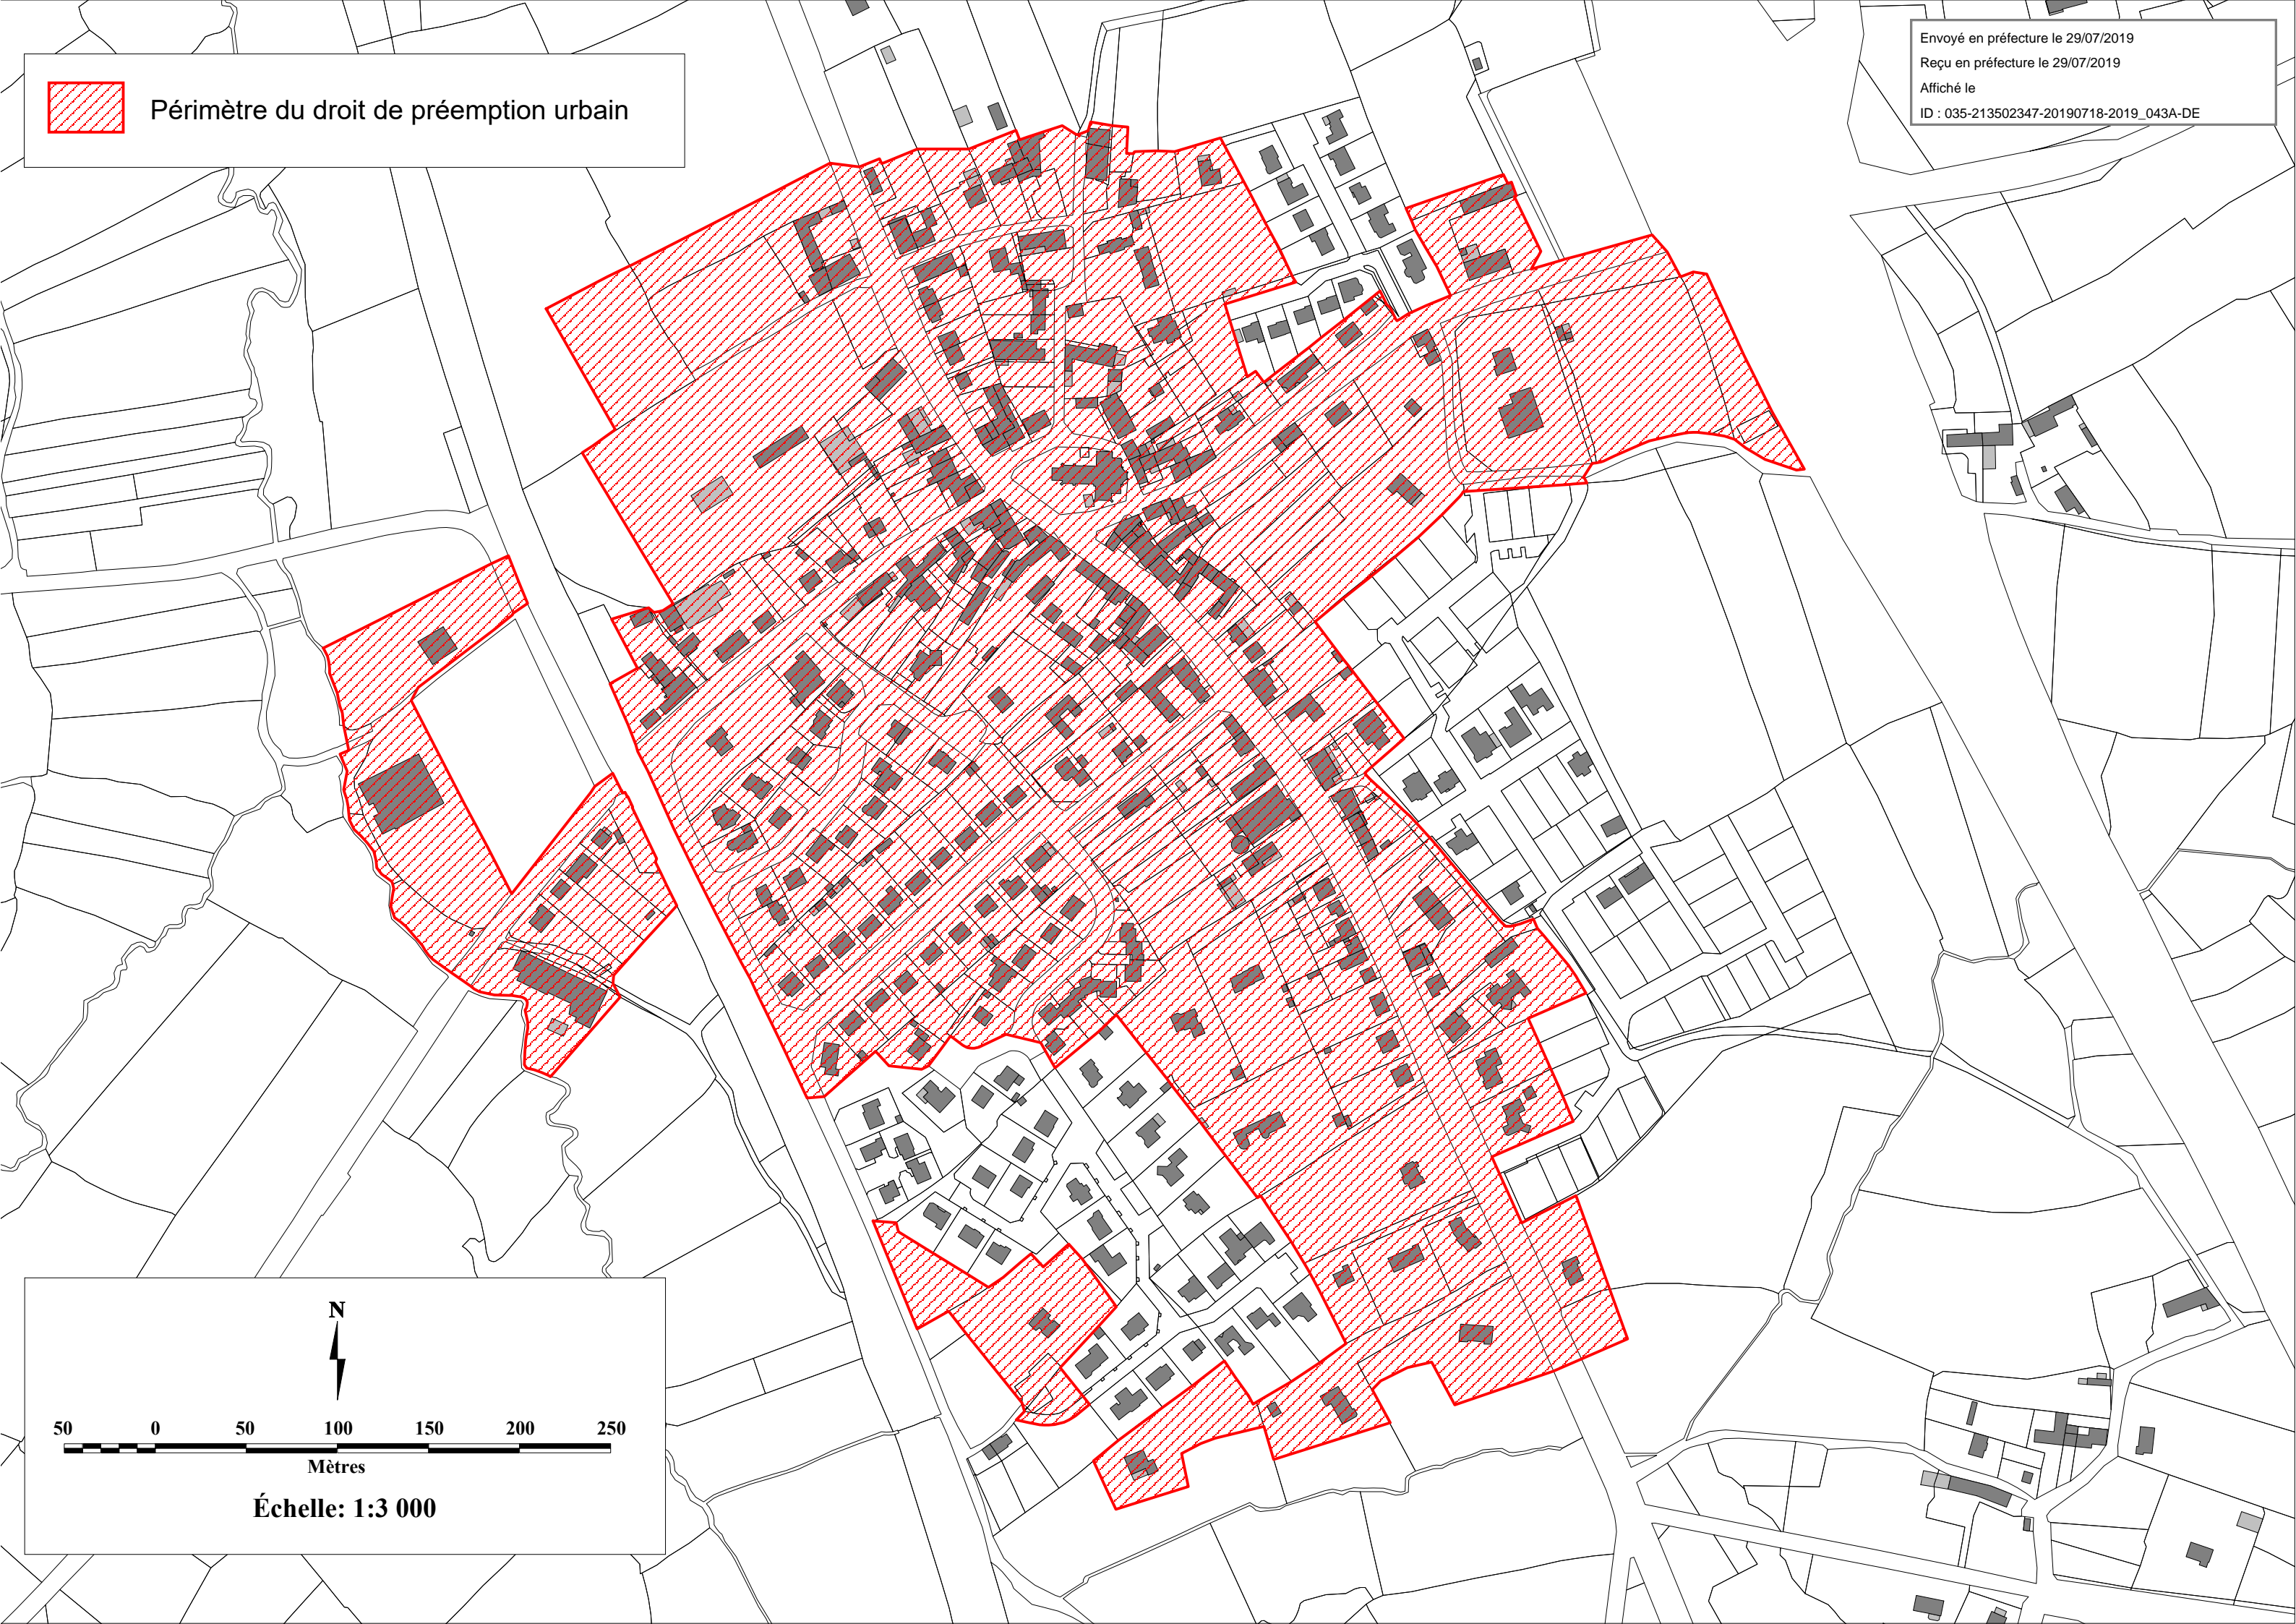 Périmètre du droit de préemption urbain
Envoyé en préfecture le 29/07/2019
Reçu en préfecture le 29/07/2019
Affiché le
ID : 035-213502347-20190718-2019_043A-DE
N
50 0 50 100 150 200 250
Mètres
Échelle: 1:3 000